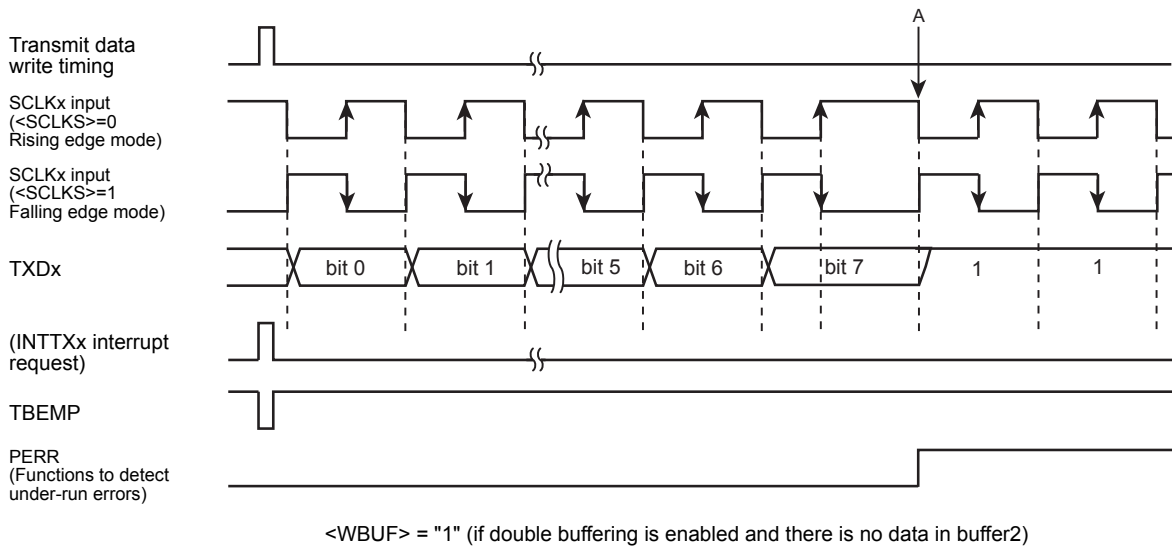 A
Transmit data
write timing
SCLKx input
(<SCLKS>=0
Rising edge mode)
SCLKx input
(<SCLKS>=1
Falling edge mode)
TXDx
bit 0
bit 1
bit 5
bit 6
bit 7
1
1
(INTTXx interrupt
request)
TBEMP
PERR
(Functions to detect
under-run errors)
<WBUF> = "1" (if double buffering is enabled and there is no data in buffer2)